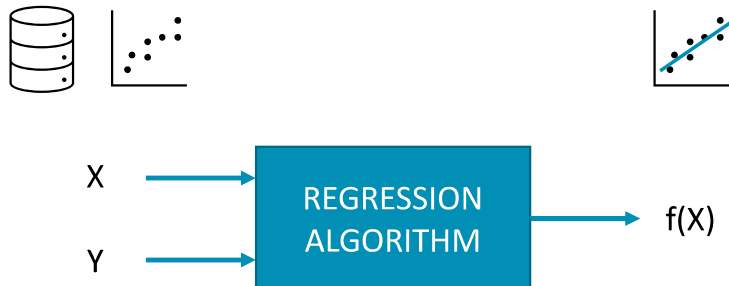 X
Y
REGRESSION
ALGORITHM
f(X)